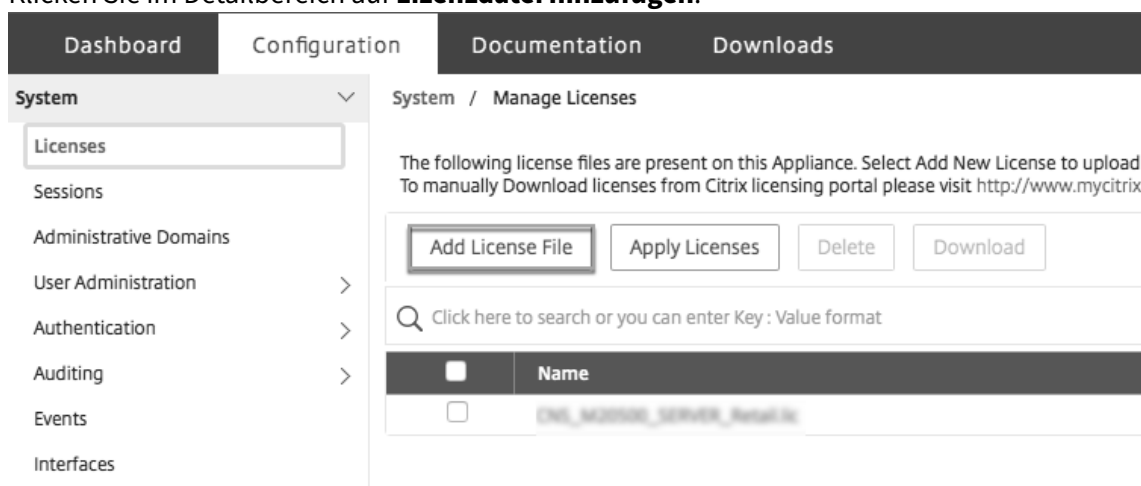 Klicken Sie im Detailbereich auf Lizenzdatei hinzufügen.
Dashboard Configuration Documentation Downloads
System
System / Manage Licenses
Licenses
The following license files are present on this Appliance. Select Add New License to upload
Sessions
To manually Download licenses from Citrix licensing portal please visit http://www.mycitrix
Administrative Domains
Add License File Apply Licenses Delete Download
User Administration
Click here to search or you can enter Key : Value format
Authentication
Auditing
Name
Events
Interfaces